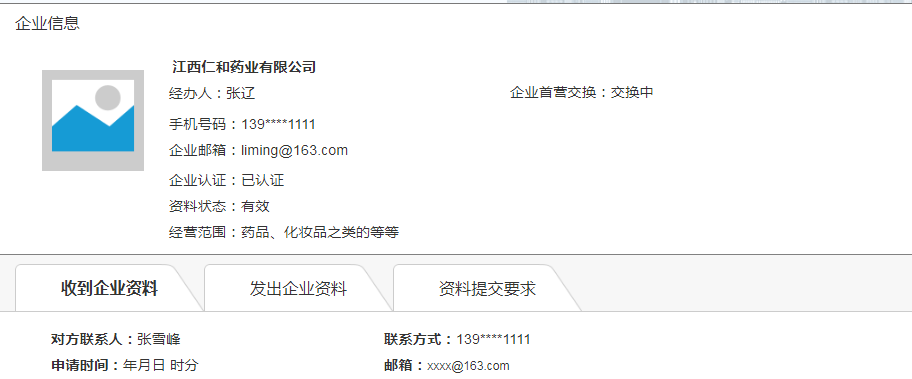 企业信息
江西仁和药业有限公司
经办人：张辽 企业首营交换：交换中
手机号码：139****1111
企业邮箱：liming@163.com
企业认证：已认证
资料状态：有效
经营范围：药品、化妆品之类的等等
收到企业资料 发出企业资料 资料提交要求
对方联系人：张雪峰 联系方式：139****1111
申请时间：年月日 时分 邮箱：xxxx@163.com